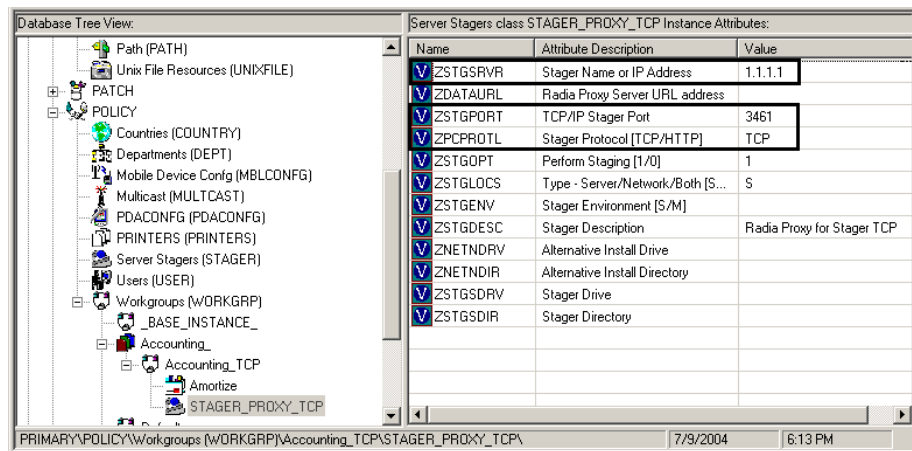 Database Tree View:
Path (PATH)
Unix File Resources (UNIXFILE)
PATCH
POLICY
Countries (COUNTRY)
Departments (DEPT)
Mobile Device Confg (MBLCONFG)
Multicast (MULTCAST)
PDACONFG (PDACONFG)
PRINTERS (PRINTERS)
Server Stagers (STAGER)
Users (USER)
Workgroups (WORKGRP)
_BASE_INSTANCE_
Accounting_
Accounting_TCP
Amortize
STAGER_PROXY_TCP
Server Stagers class STAGER_PROXY_TCP Instance Attributes:
Name Attribute Description Value
V ZSTGSRVR Stager Name or IP Address 1.1.1.1
V ZDATAURL Radia Proxy Server URL address
V ZSTGPORT TCP/IP Stager Port 3461
V ZPCPROTL Stager Protocol [TCP/HTTP] TCP
V ZSTGOPT Perform Staging [1/0] 1
V ZSTGLOCS Type - Server/Network/Both [S... S
V ZSTGENV Stager Environment [S/M]
V ZSTGDESC Stager Description Radia Proxy for Stager TCP
V ZNETNDRV Alternative Install Drive
V ZNETNDIR Alternative Install Directory
V ZSTGSDRV Stager Drive
V ZSTGSDIR Stager Directory
PRIMARY\POLICY\Workgroups (WORKGRP)\Accounting_TCP\STAGER_PROXY_TCP\ 7/9/2004 6:13 PM